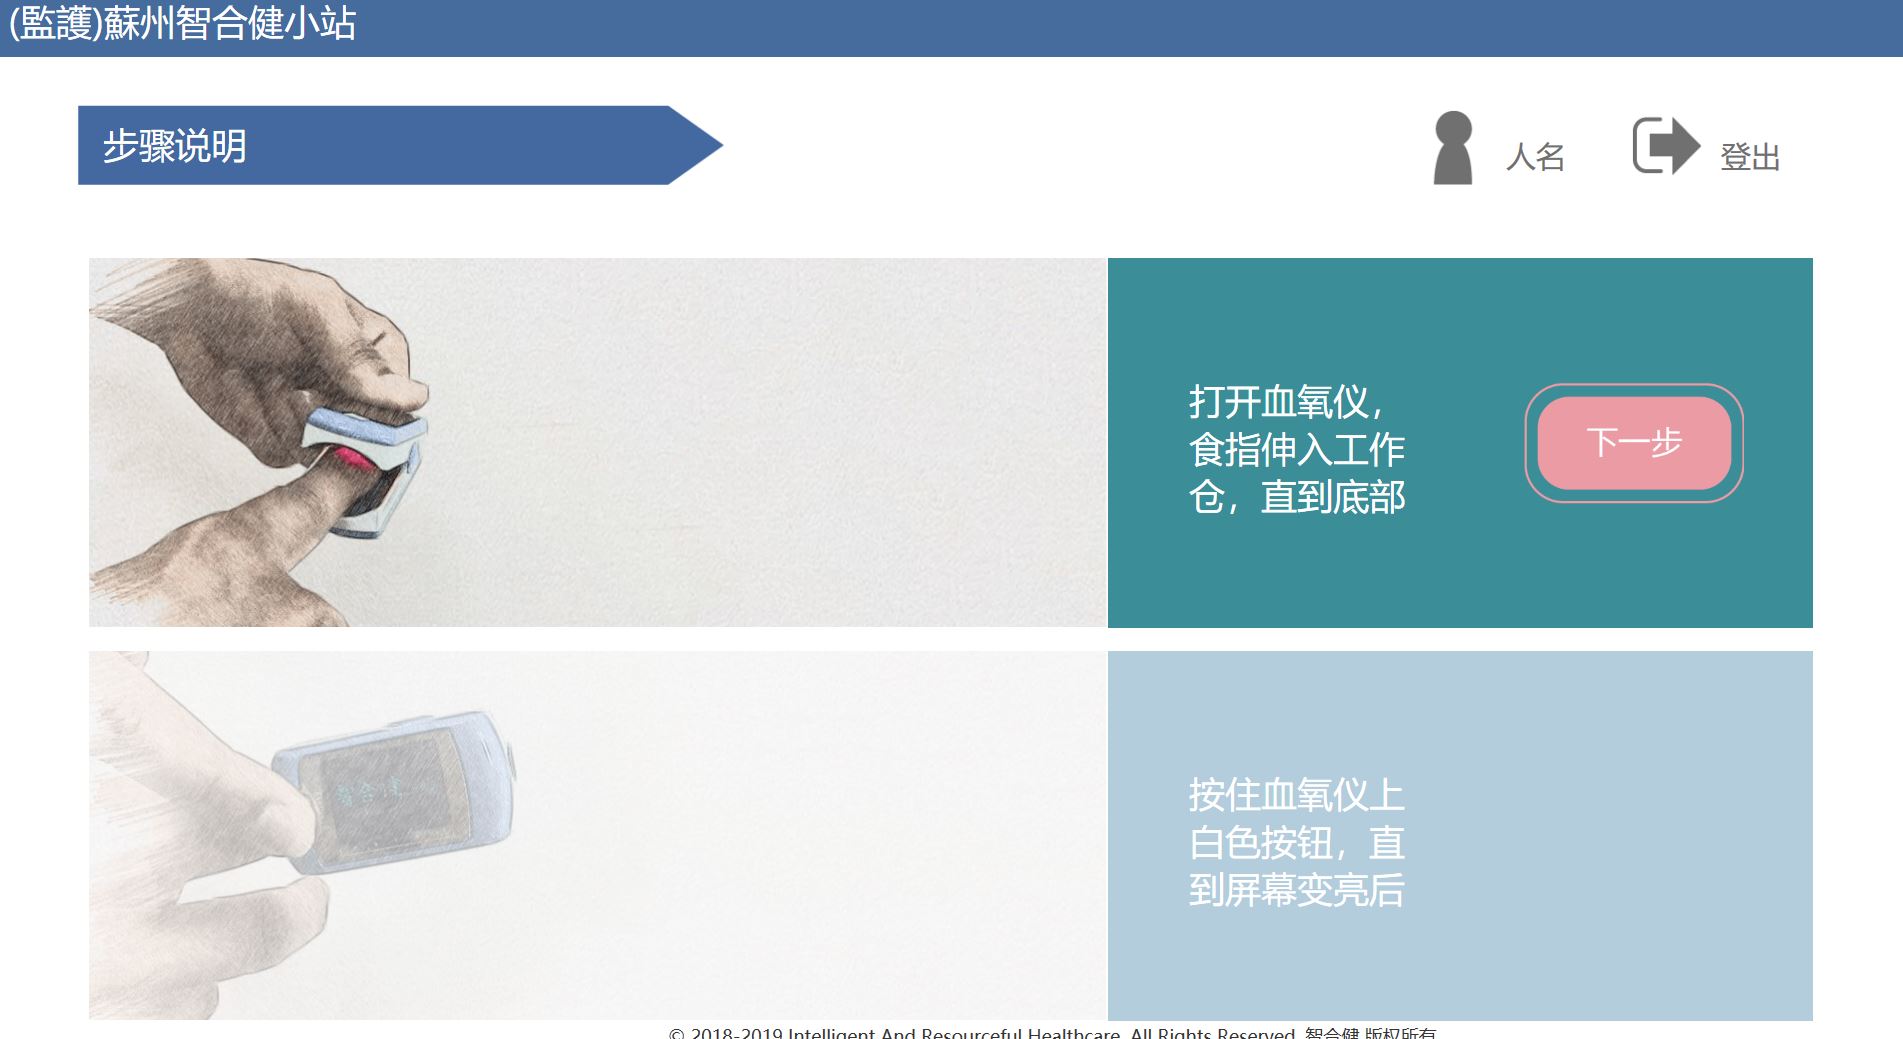 (監護)蘇州智合健小站
步骤说明
人名
登出
打开血氧仪，
食指伸入工作
仓，直到底部
下一步
按住血氧仪上
白色按钮，直
到屏幕变亮后
© 2018-2019 Intelligent And Resourceful Healthcare. All Rights Reserved. 智合健 版权所有